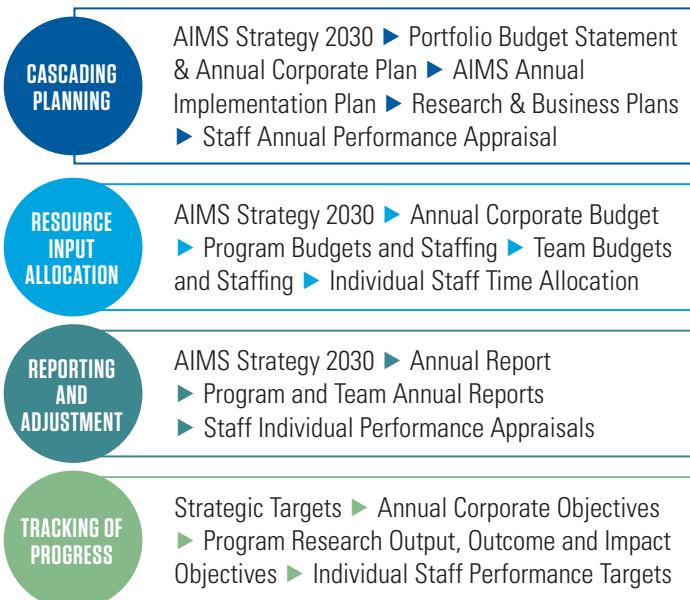 CASCADING
PLANNING
AIMS Strategy 2030 ▶ Portfolio Budget Statement
& Annual Corporate Plan ▶ AIMS Annual
Implementation Plan ▶ Research & Business Plans
▶ Staff Annual Performance Appraisal
RESOURCE
INPUT
ALLOCATION
AIMS Strategy 2030 ▶ Annual Corporate Budget
▶ Program Budgets and Staffing ▶ Team Budgets
and Staffing ▶ Individual Staff Time Allocation
REPORTING
AND
ADJUSTMENT
AIMS Strategy 2030 ▶ Annual Report
▶ Program and Team Annual Reports
▶ Staff Individual Performance Appraisals
TRACKING OF
PROGRESS
Strategic Targets ▶ Annual Corporate Objectives
▶ Program Research Output, Outcome and Impact
Objectives ▶ Individual Staff Performance Targets